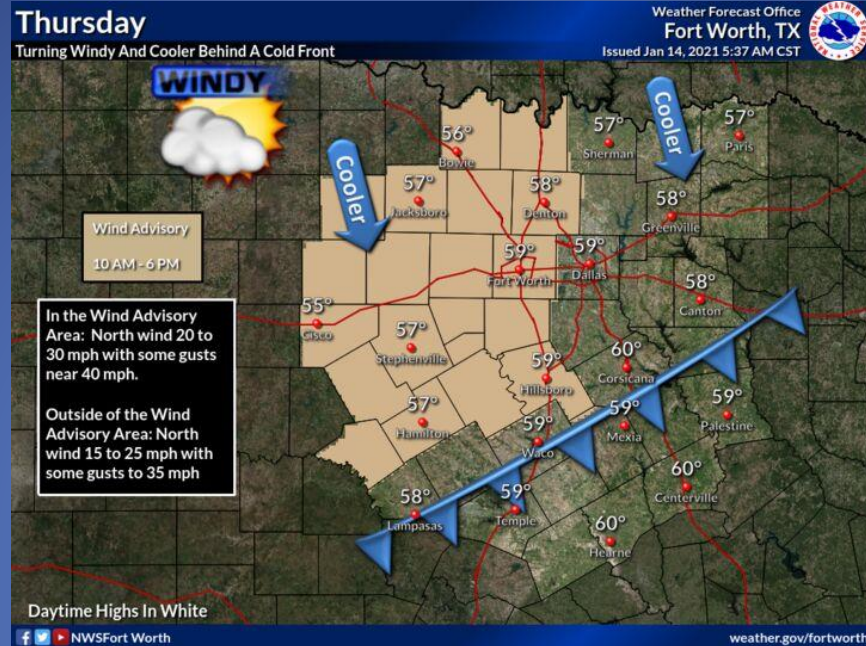 Thursday
Turning Windy And Cooler Behind A Cold Front
Weather Forecast Office
Fort Worth, TX
Issued Jan 14, 2021 5:37 AM CST
NATIONAL WEATHER SERVICE
WINDY
Cooler
Cooler
56°
Bowie
57°
Sherman
57°
Paris
57°
Jacksboro
58°
Denton
58°
Greenville
Wind Advisory
10 AM - 6 PM
59°
Fort Worth
59°
Dallas
58°
Canton
55°
Cisco
57°
Stephenville
60°
Corsicana
59°
Hillsboro
In the Wind Advisory
Area: North wind 20 to
30 mph with some gusts
near 40 mph.
Outside of the Wind
Advisory Area: North
wind 15 to 25 mph with
some gusts to 35 mph
57°
Hamilton
59°
Waco
59°
Mexia
59°
Palestine
58°
Lampasas
59°
Temple
60°
Centerville
60°
Hearne
Daytime Highs In White
NWSFort Worth
weather.gov/fortworth